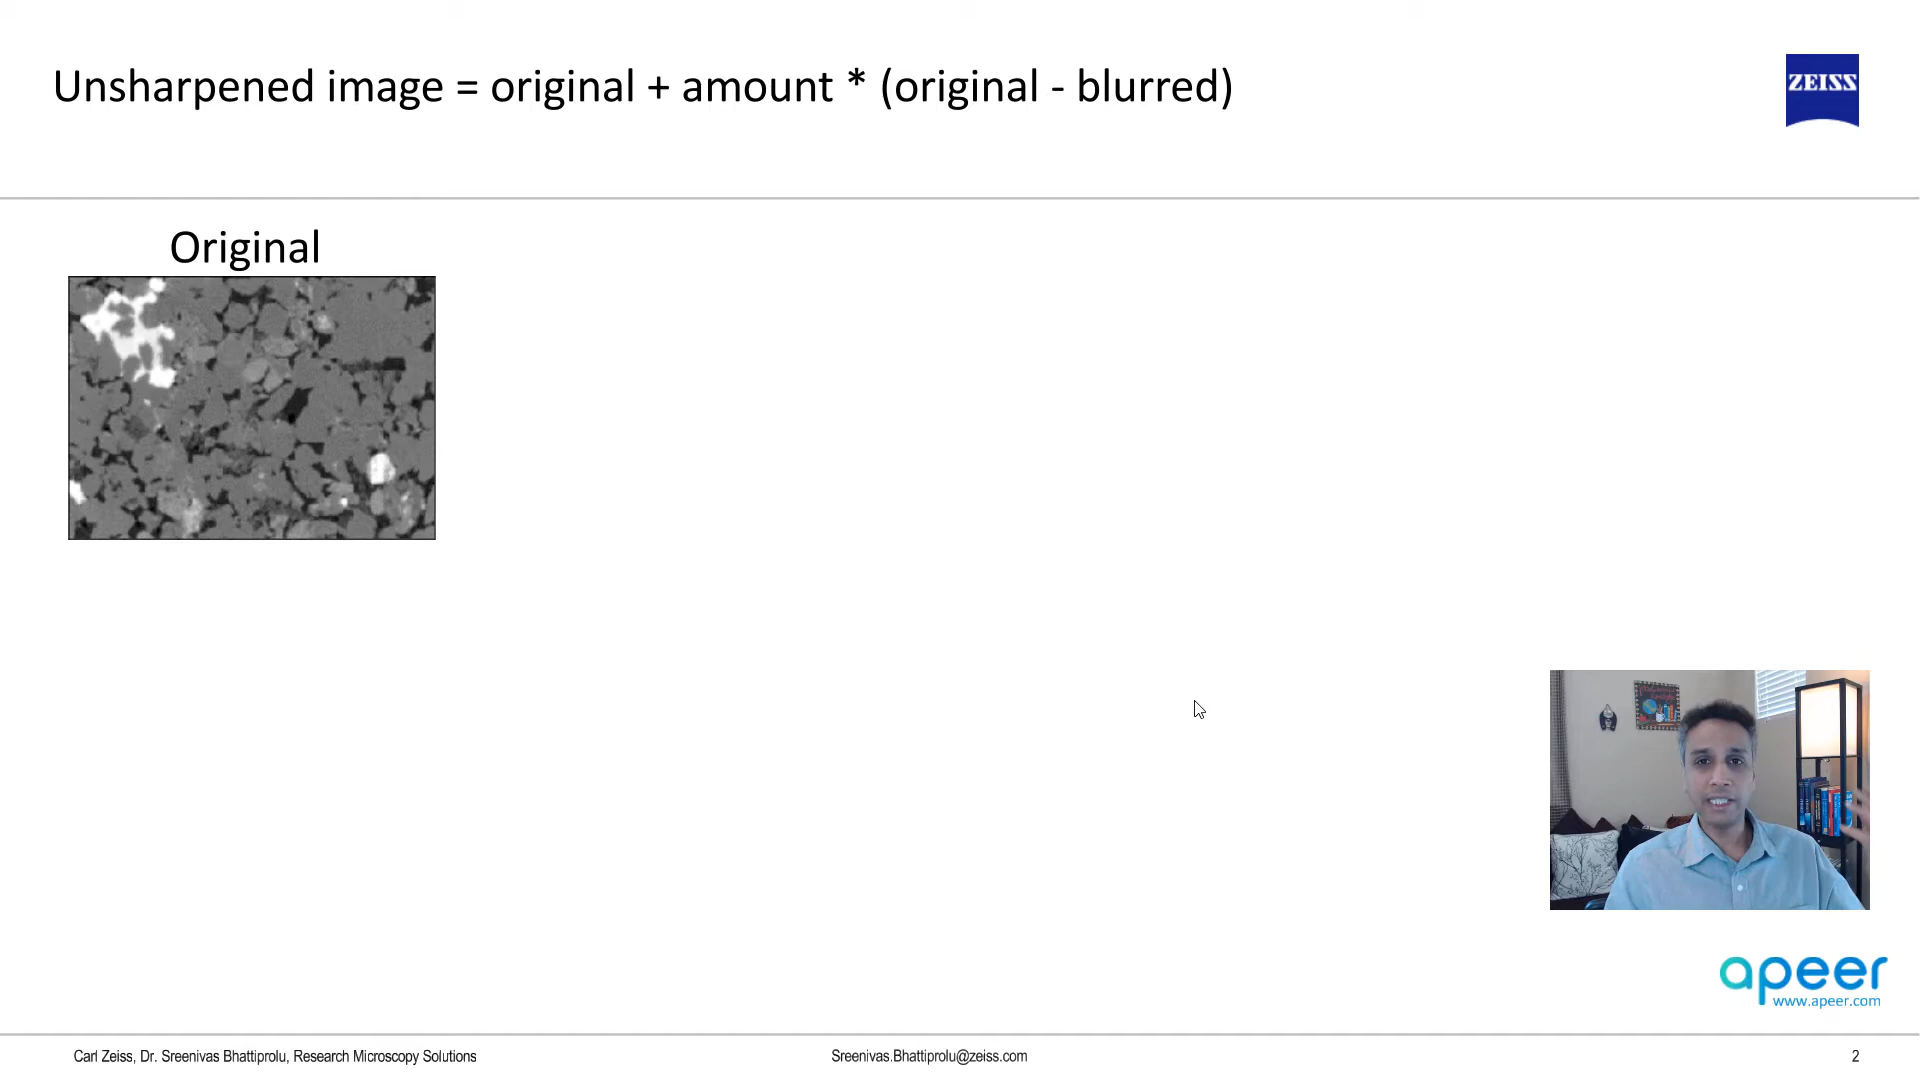 Unsharpened image = original + amount * (original - blurred)
ZEISS
Original
apeer
www.apeer.com
Carl Zeiss, Dr. Sreenivas Bhattiprolu, Research Microscopy Solutions
Sreenivas.Bhattiprolu@zeiss.com
2